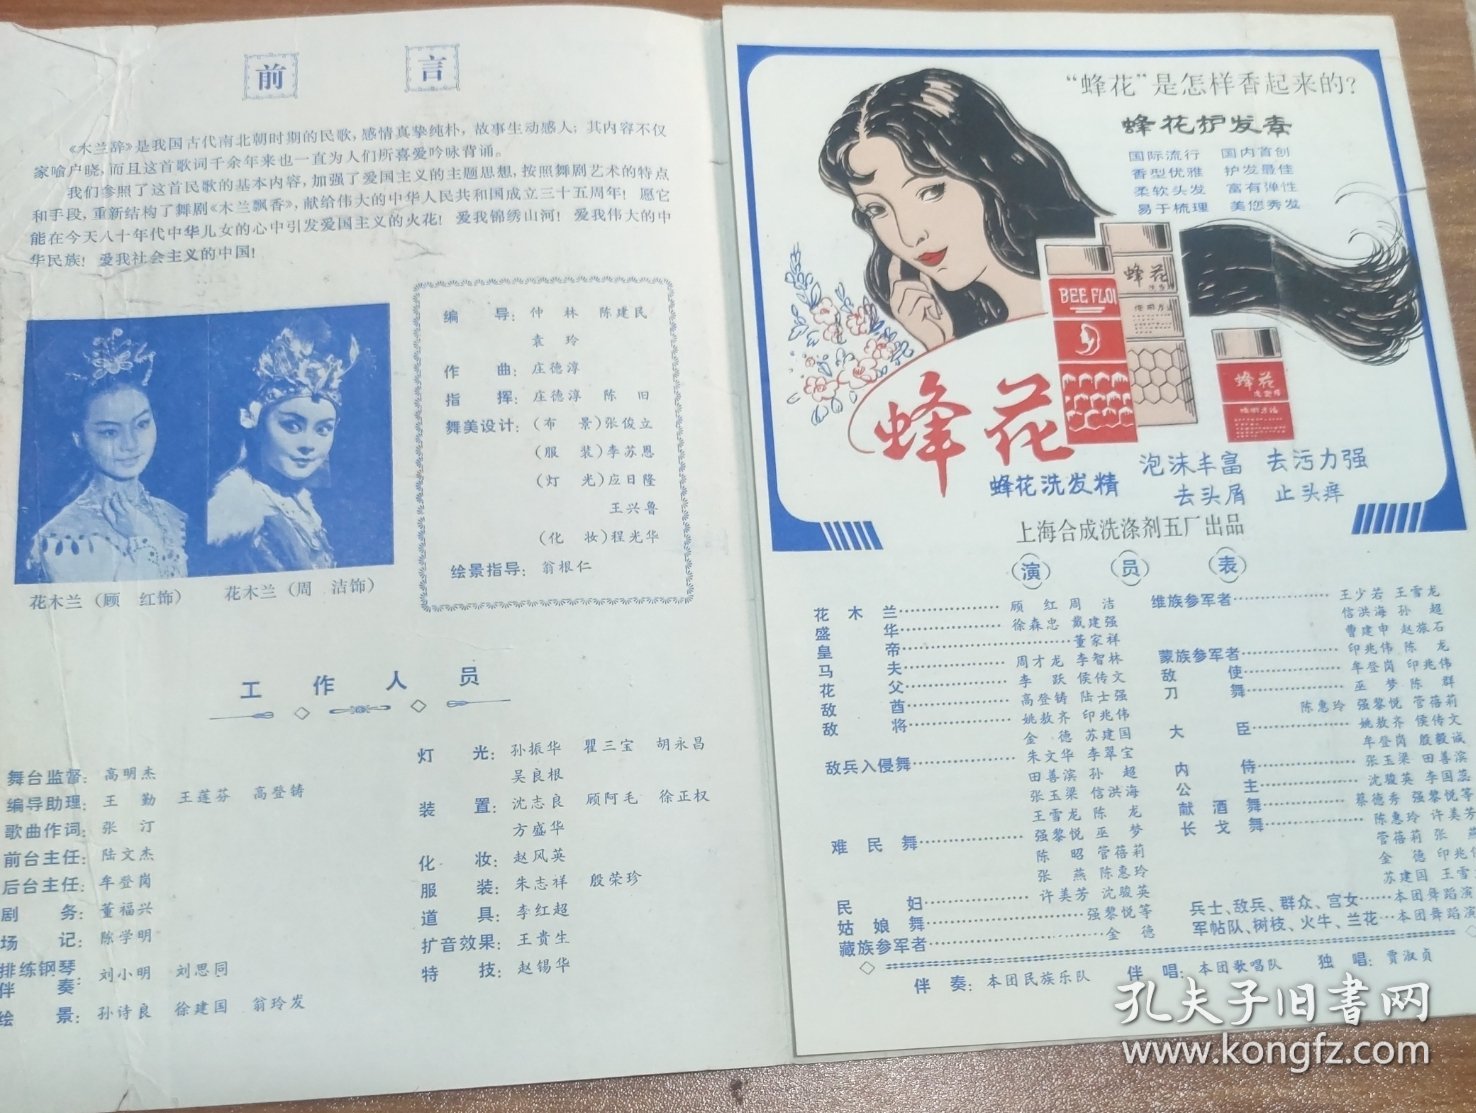 前言
《木兰辞》是我国古代南北朝时期的民歌，感情真挚纯朴，故事生动感人；其内容不仅
家喻户晓，而且这首歌词千余年来也一直为人们所喜爱吟咏背诵。
我们参照了这首民歌的基本内容，加强了爱国主义的主题思想，按照舞剧艺术的特点
和手段，重新结构了舞剧《木兰飘香》，献给伟大的中华人民共和国成立三十五周年！愿它
能在今天八十年代中华儿女的心中引发爱国主义的火花！爱我锦绣山河！爱我伟大的中
华民族！爱我社会主义的中国！
花木兰（顾 红饰）
花木兰（周 洁饰）
编 导：仲 林 陈建民
袁 玲
作 曲：庄德淳
指 挥：庄德淳 陈 旧
舞美设计：（布 景）张俊立
（服 装）李苏恩
（灯 光）应日隆
王兴鲁
（化 妆）程光华
绘景指导：翁根仁
工作人员
舞台监督：高明杰
编导助理：王 勤 王莲芬 高登铸
歌曲作词：张 汀
前台主任：陆文杰
后台主任：牟登岗
剧 务：董福兴
场 记：陈学明
排练钢琴
伴 奏：刘小明 刘思同
绘 景：孙诗良 徐建国 翁玲发
灯 光：孙振华 瞿三宝 胡永昌
吴良根
装 置：沈志良 顾阿毛 徐正权
方盛华
化 妆：赵风英
服 装：朱志祥 殷荣珍
道 具：李红超
扩音效果：王贵生
特 技：赵锡华
“蜂花”是怎样香起来的？
蜂花护发素
国际流行 国内首创
香型优雅 护发最佳
柔软头发 富有弹性
易于梳理 美您秀发
BEE FLO
蜂花
使用方法
蜂花
蜂花
蜂花洗发精
泡沫丰富 去污力强
去头屑 止头痒
上海合成洗涤剂五厂出品
演员表
花木兰……顾 红 周 洁
盛 华……徐森忠 戴建强
皇 帝……董家祥
马 夫……周才龙 李智林
花 父……李 跃 侯传文
敌 酋……高登铸 陆士强
敌 将……姚敖齐 印兆伟
金 德 苏建国
敌兵入侵舞……朱文华 李翠宝
田善滨 孙 超
张玉梁 信洪海
王雪龙 陈 龙
难民舞……强黎悦 巫 梦
陈 昭 管蓓莉
张 燕 陈惠玲
民 妇……许美芳 沈骏英
姑娘舞……强黎悦等
藏族参军者……金 德
维族参军者……王少若 王雪龙
信洪海 孙 超
曹建申 赵旅石
蒙族参军者……印兆伟 陈 龙
敌 使……牟登岗 印兆伟
刀 舞……巫 梦 陈 群
陈惠玲 强黎悦 管蓓莉
大 臣……姚敖齐 侯传文
牟登岗 殷毅诚
内 侍……张玉梁 田善滨
公 主……沈骏英 李国蕊
献酒舞……蔡德秀 强黎悦等
长戈舞……陈惠玲 许美芳
管蓓莉 张 燕
金 德 印兆
苏建国 王雪
兵士、敌兵、群众、宫女……本团舞蹈演
军帖队、树枝、火牛、兰花……本团舞蹈演
伴 奏：本团民族乐队 伴 唱：本团歌唱队 独 唱：贾淑贞
孔夫子旧书网
www.kongfz.com